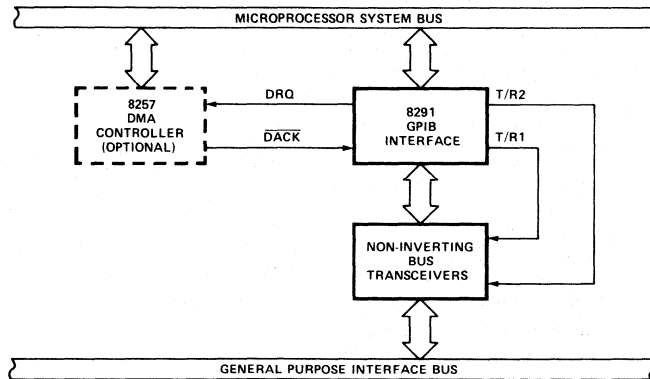 MICROPROCESSOR SYSTEM BUS
8257
DMA
CONTROLLER
(OPTIONAL)
DRQ
DACK
8291
GPIB
INTERFACE
T/R2
T/R1
NON-INVERTING
BUS
TRANSCEIVERS
GENERAL PURPOSE INTERFACE BUS